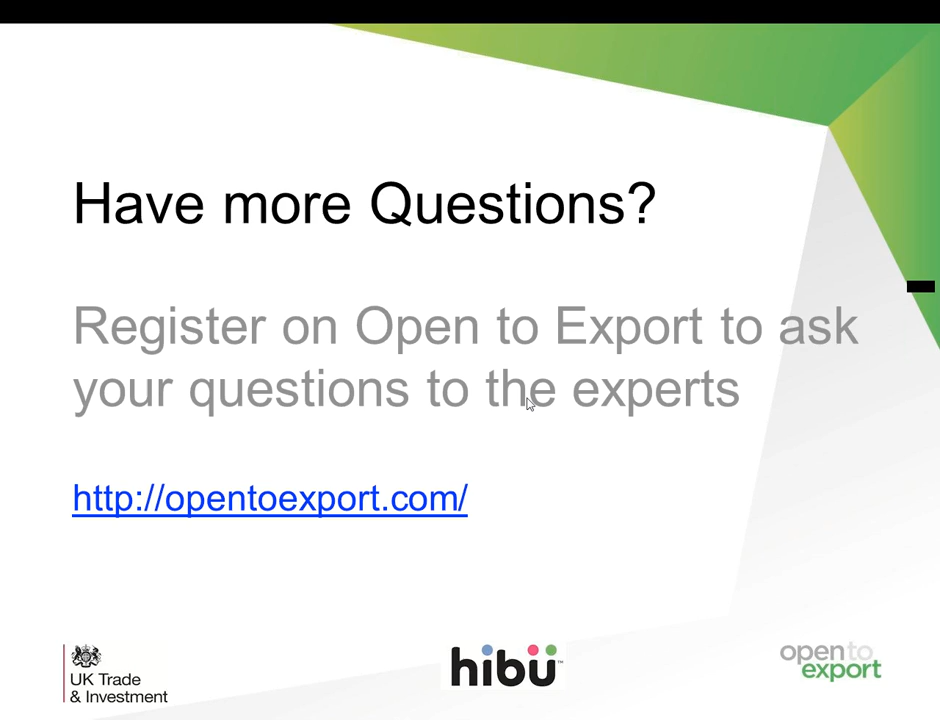 Have more Questions?
Register on Open to Export to ask
your questions to the experts
http://opentoexport.com/
UK Trade
& Investment
hibü™
open to
export